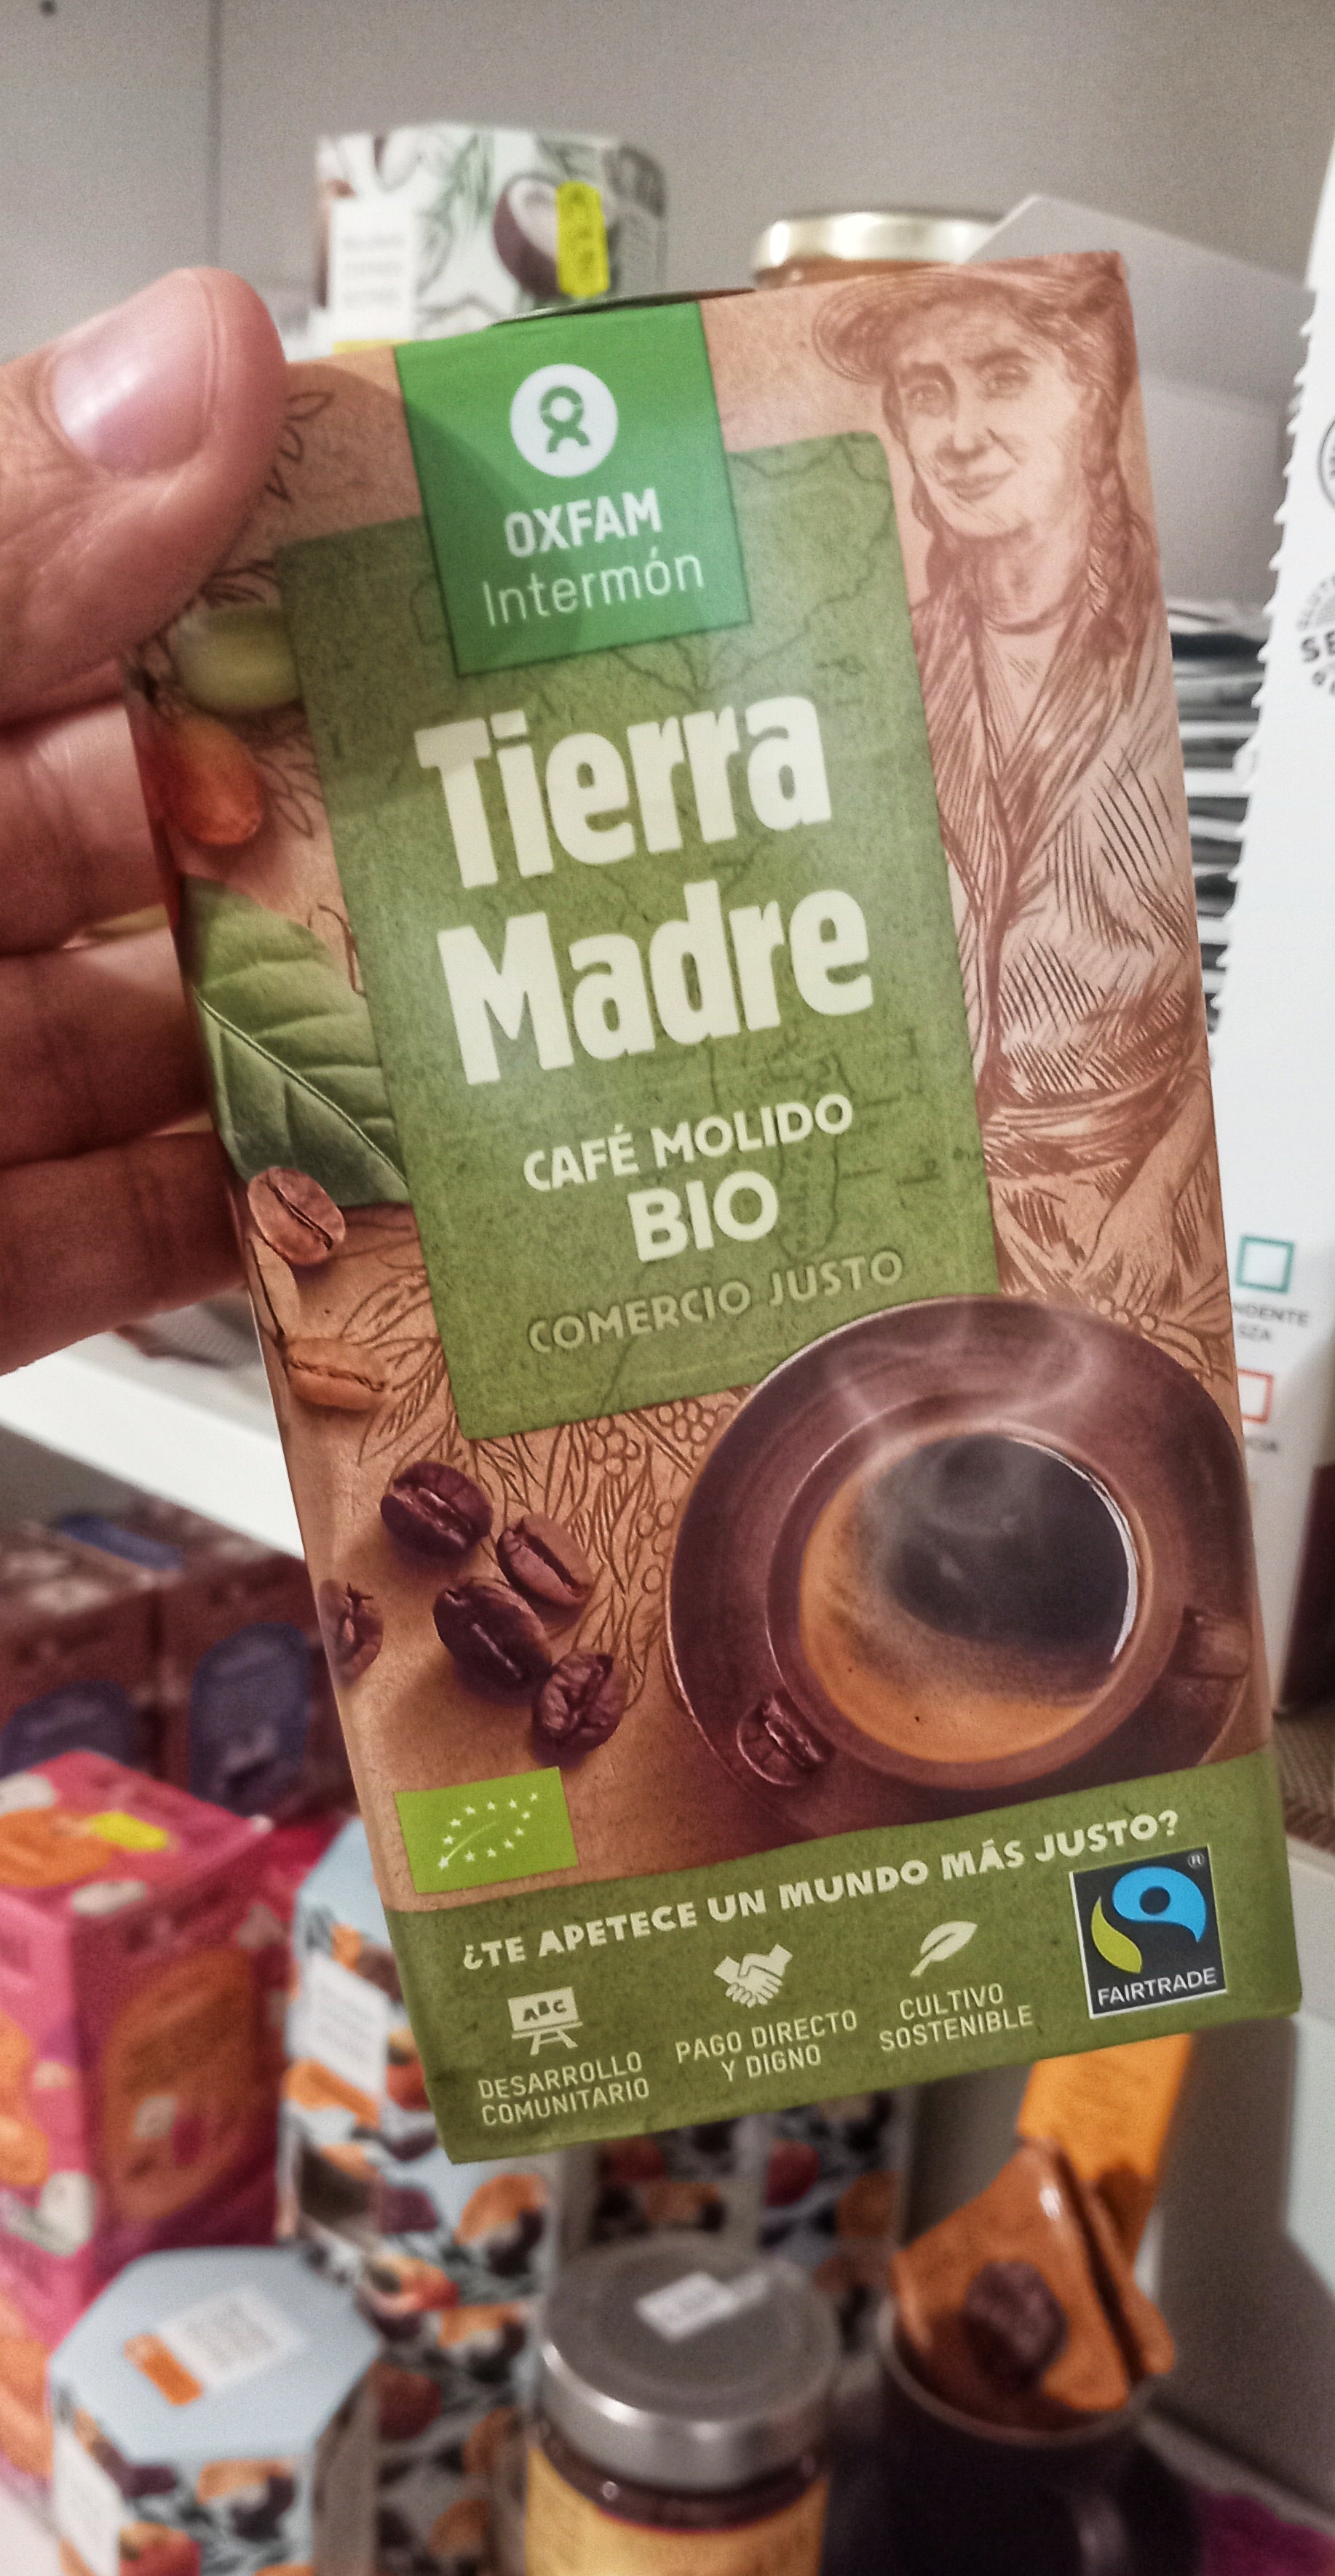 OXFAM
Intermón
Tierra
Madre
CAFÉ MOLIDO
BIO
COMERCIO JUSTO
¿TE APETECE UN MUNDO MÁS JUSTO?
ABC
DESARROLLO
COMUNITARIO
PAGO DIRECTO
Y DIGNO
CULTIVO
SOSTENIBLE
FAIRTRADE
®